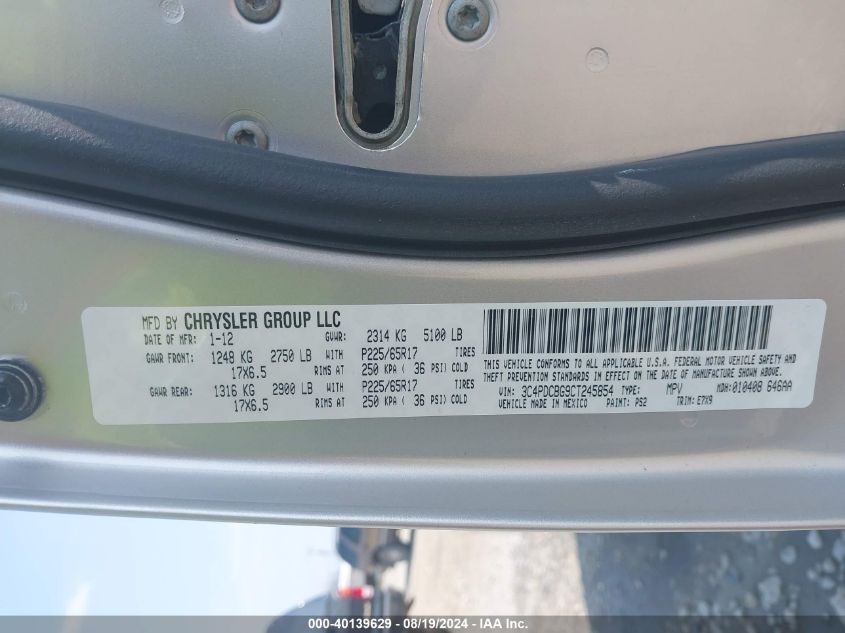 MFD BY CHRYSLER GROUP LLC
DATE OF MFR: 1-12 GVWR: 2314 KG 5100 LB
GAWR FRONT: 1248 KG 2750 LB WITH P225/65R17 TIRES
17X6.5 RIMS AT 250 KPA ( 36 PSI) COLD
GAWR REAR: 1316 KG 2900 LB WITH P225/65R17 TIRES
17X6.5 RIMS AT 250 KPA ( 36 PSI) COLD
THIS VEHICLE CONFORMS TO ALL APPLICABLE U.S.A. FEDERAL MOTOR VEHICLE SAFETY AND
THEFT PREVENTION STANDARDS IN EFFECT ON THE DATE OF MANUFACTURE SHOWN ABOVE.
VIN: 3C4PDCBG9CT245854 TYPE: MPV MDH: 010408 646AA
VEHICLE MADE IN MEXICO PAINT: PS2 TRIM: E7X9
000-40139629 - 08/19/2024 - IAA Inc.